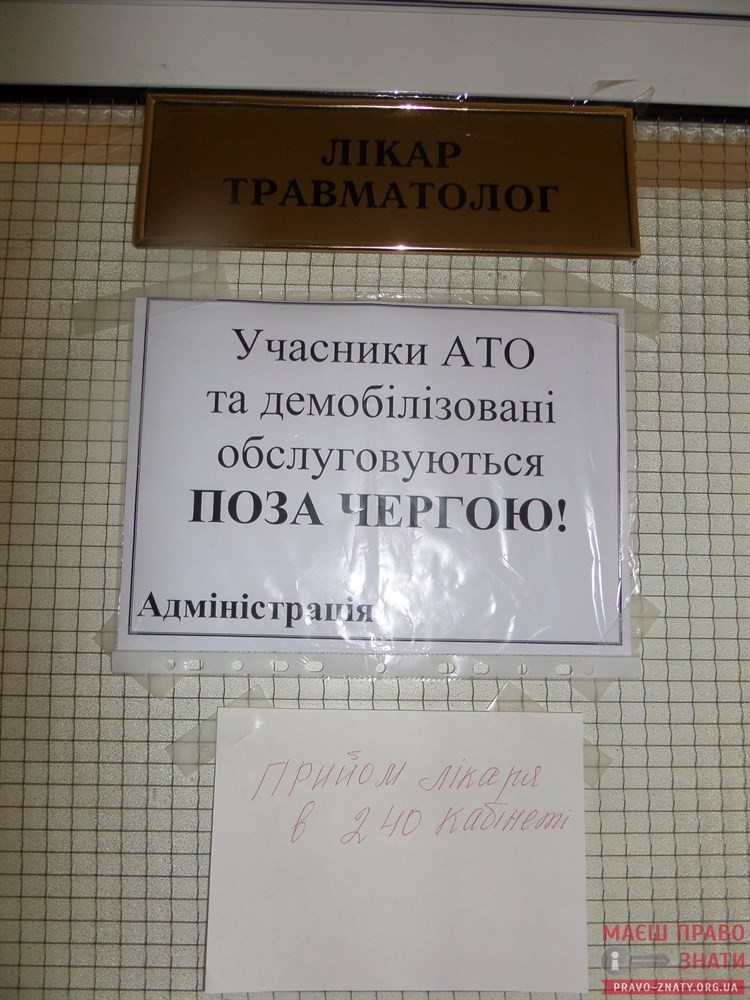 ЛІКАР
ТРАВМАТОЛОГ
Учасники АТО
та демобілізовані
обслуговуються
ПОЗА ЧЕРГОЮ!
Адміністрація
Прийом лікаря
в 240 кабінеті
МАЄШ ПРАВО
ЗНАТИ
PRAVO-ZNATY.ORG.UA